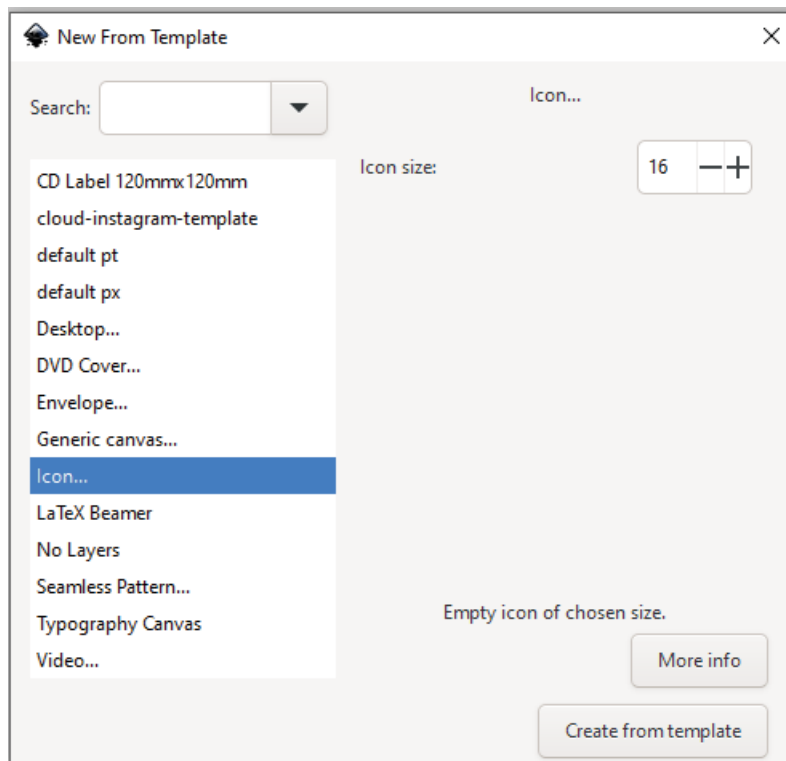 New From Template
Search:
CD Label 120mmx120mm
cloud-instagram-template
default pt
default px
Desktop...
DVD Cover...
Envelope...
Generic canvas...
Icon...
LaTeX Beamer
No Layers
Seamless Pattern...
Typography Canvas
Video...
Icon...
Icon size: 16
Empty icon of chosen size.
More info
Create from template